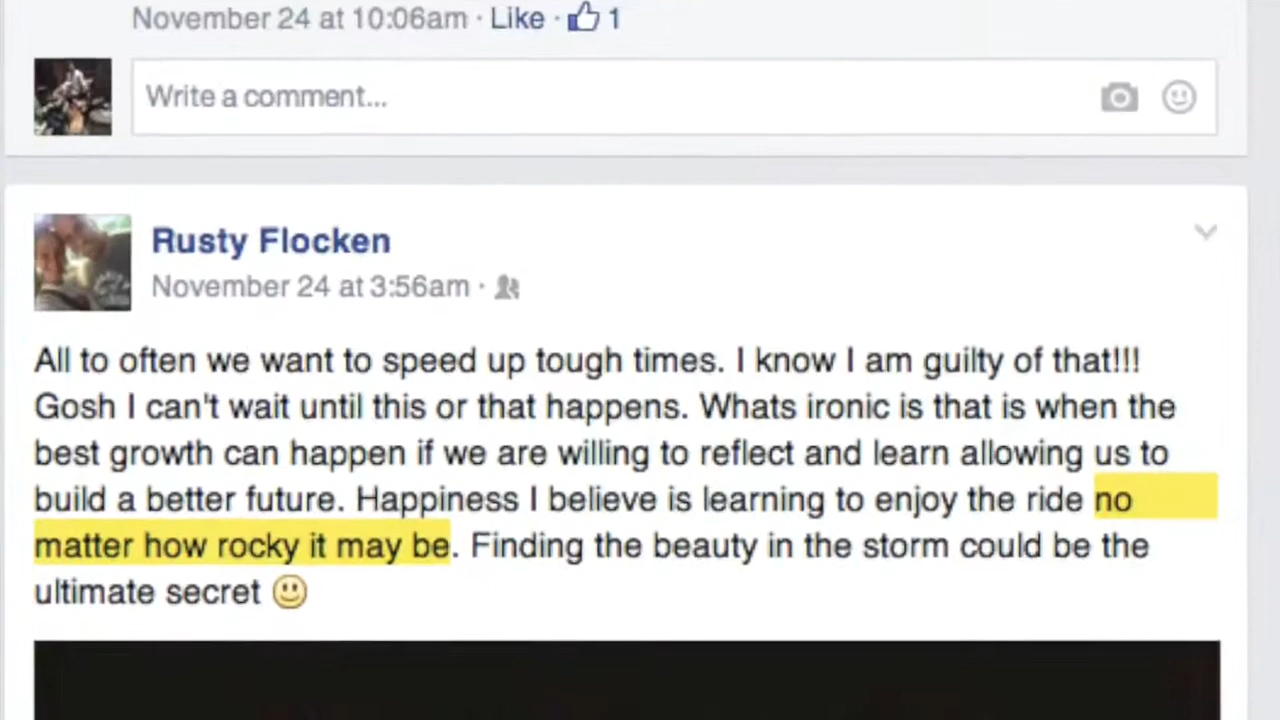 November 24 at 10:06am · Like · 1
Write a comment...
Rusty Flocken
November 24 at 3:56am ·
All to often we want to speed up tough times. I know I am guilty of that!!!
Gosh I can't wait until this or that happens. Whats ironic is that is when the
best growth can happen if we are willing to reflect and learn allowing us to
build a better future. Happiness I believe is learning to enjoy the ride no
matter how rocky it may be. Finding the beauty in the storm could be the
ultimate secret